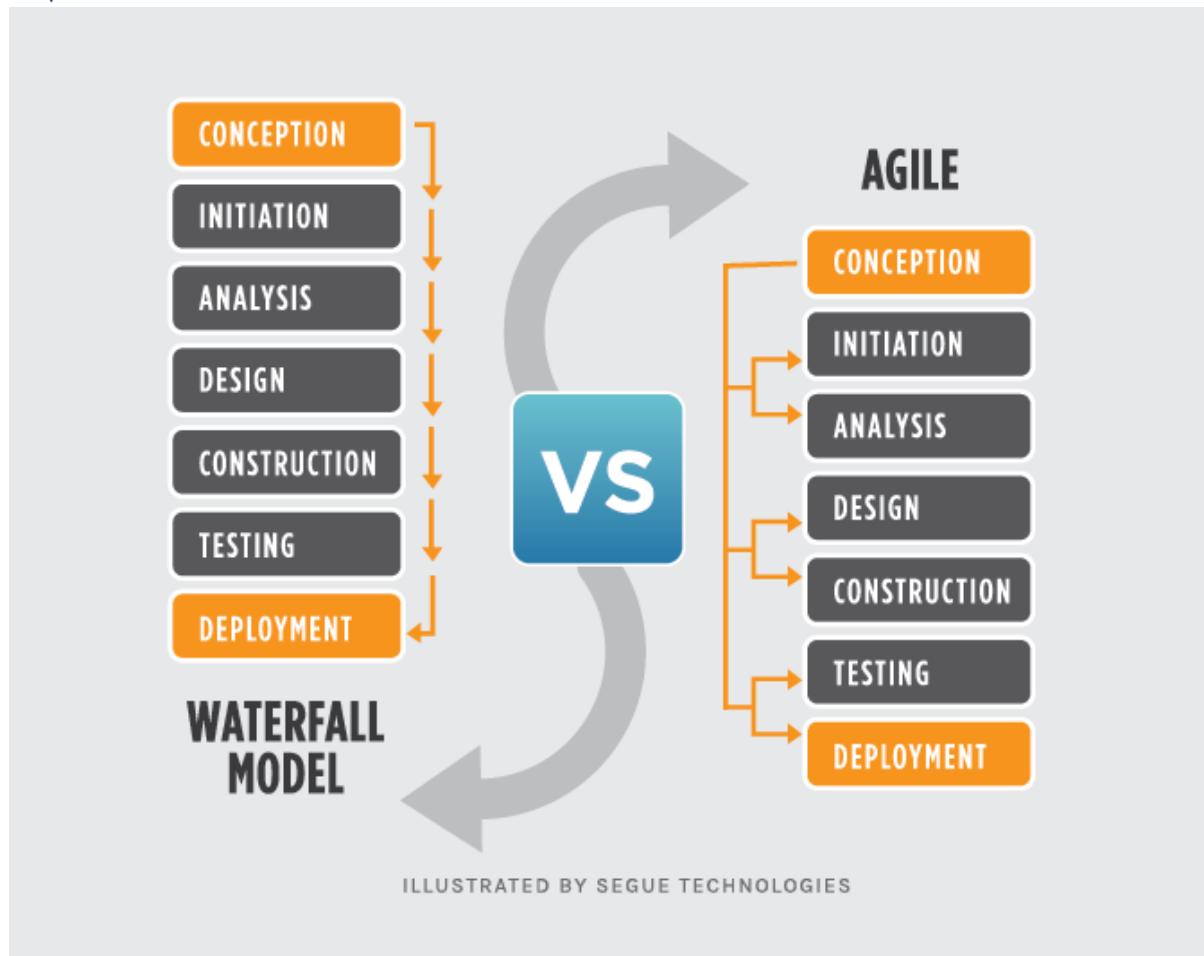 CONCEPTION
INITIATION
ANALYSIS
DESIGN
CONSTRUCTION
TESTING
DEPLOYMENT
WATERFALL
MODEL
VS
AGILE
CONCEPTION
INITIATION
ANALYSIS
DESIGN
CONSTRUCTION
TESTING
DEPLOYMENT
ILLUSTRATED BY SEGUE TECHNOLOGIES